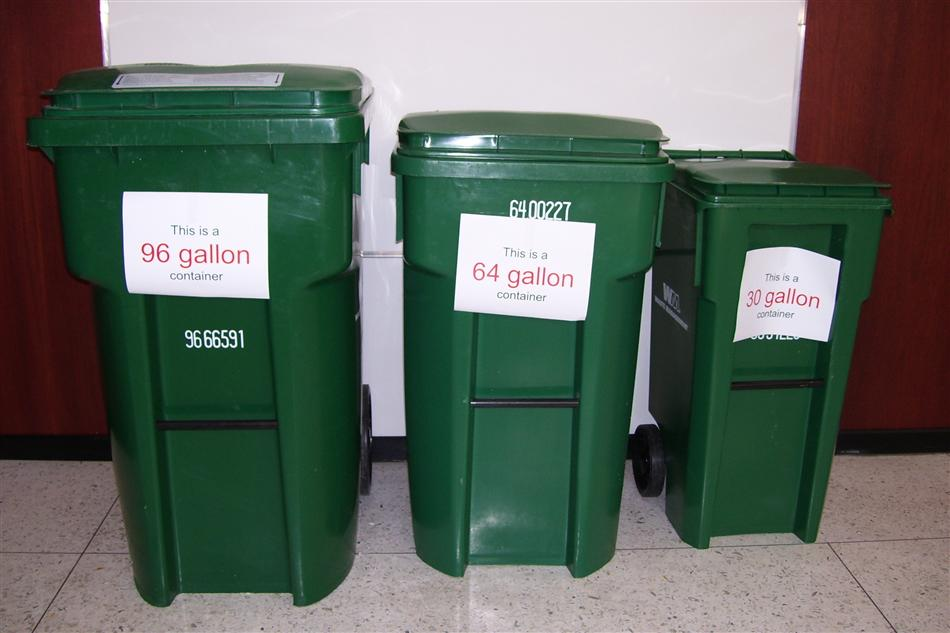 This is a
96 gallon
container
9666591
6400227
This is a
64 gallon
container
This is a
30 gallon
container